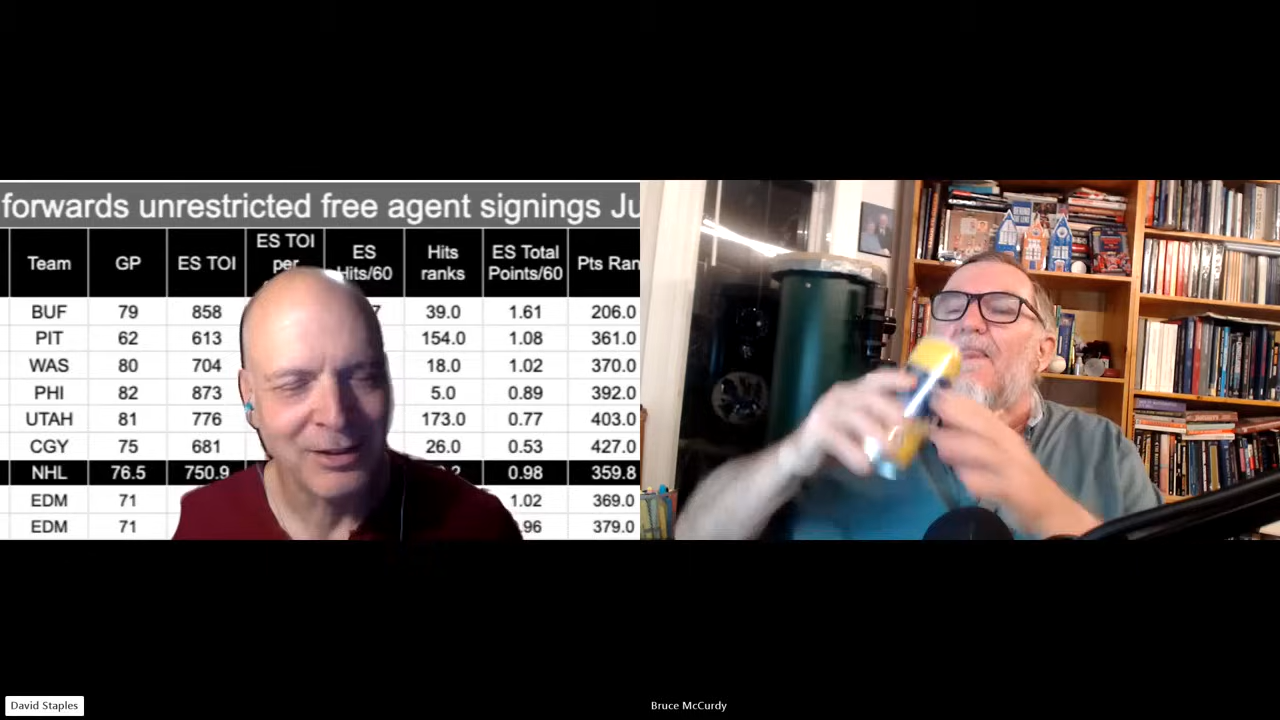 forwards unrestricted free agent signings Ju
Team GP ES TOI ES TOI per ES Hits/60 Hits ranks ES Total Points/60 Pts Ran
BUF 79 858 7 39.0 1.61 206.0
PIT 62 613 154.0 1.08 361.0
WAS 80 704 18.0 1.02 370.0
PHI 82 873 5.0 0.89 392.0
UTAH 81 776 173.0 0.77 403.0
CGY 75 681 26.0 0.53 427.0
NHL 76.5 750.9 .2 0.98 359.8
EDM 71 1.02 369.0
EDM 71 .96 379.0
BEHIND
David Staples
Bruce McCurdy